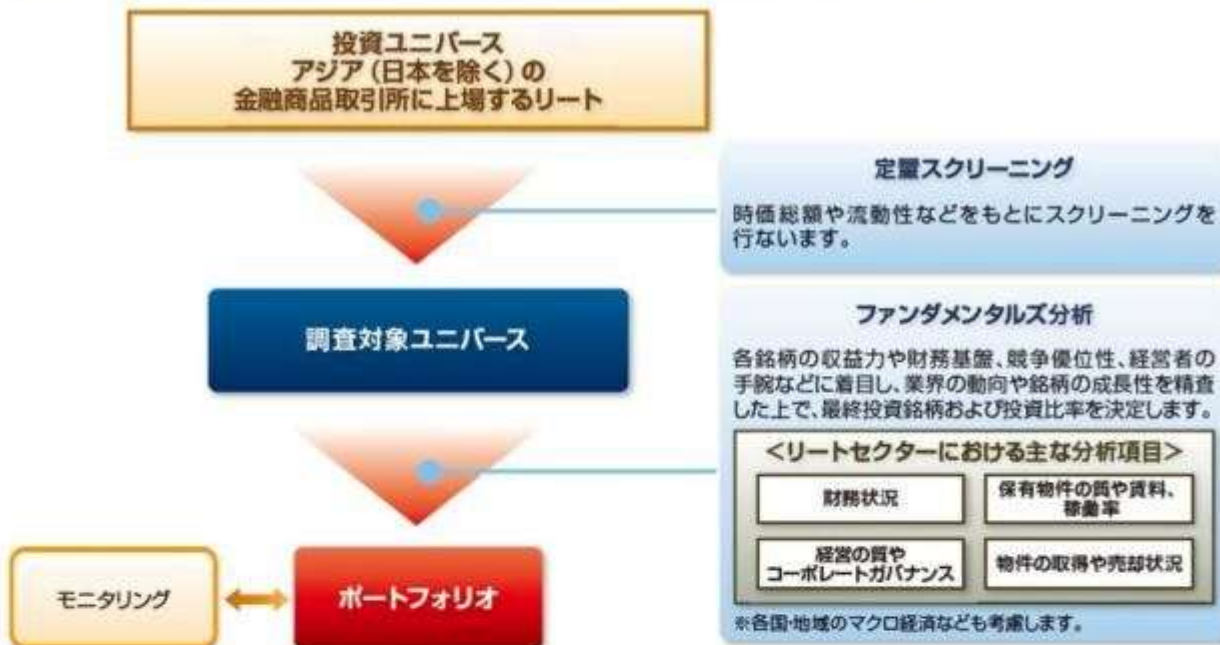 投資ユニバース
アジア(日本を除く)の
金融商品取引所に上場するリート
定量スクリーニング
時価総額や流動性などをもとにスクリーニングを
行ないます。
調査対象ユニバース
ファンダメンタルズ分析
各銘柄の収益力や財務基盤、競争優位性、経営者の
手腕などに着目し、業界の動向や銘柄の成長性を精査
した上で、最終投資銘柄および投資比率を決定します。
<リートセクターにおける主な分析項目>
財務状況
保有物件の質や賃料、
稼働率
経営の質や
コーポレートガバナンス
物件の取得や売却状況
※各国・地域のマクロ経済なども考慮します。
モニタリング
ポートフォリオ